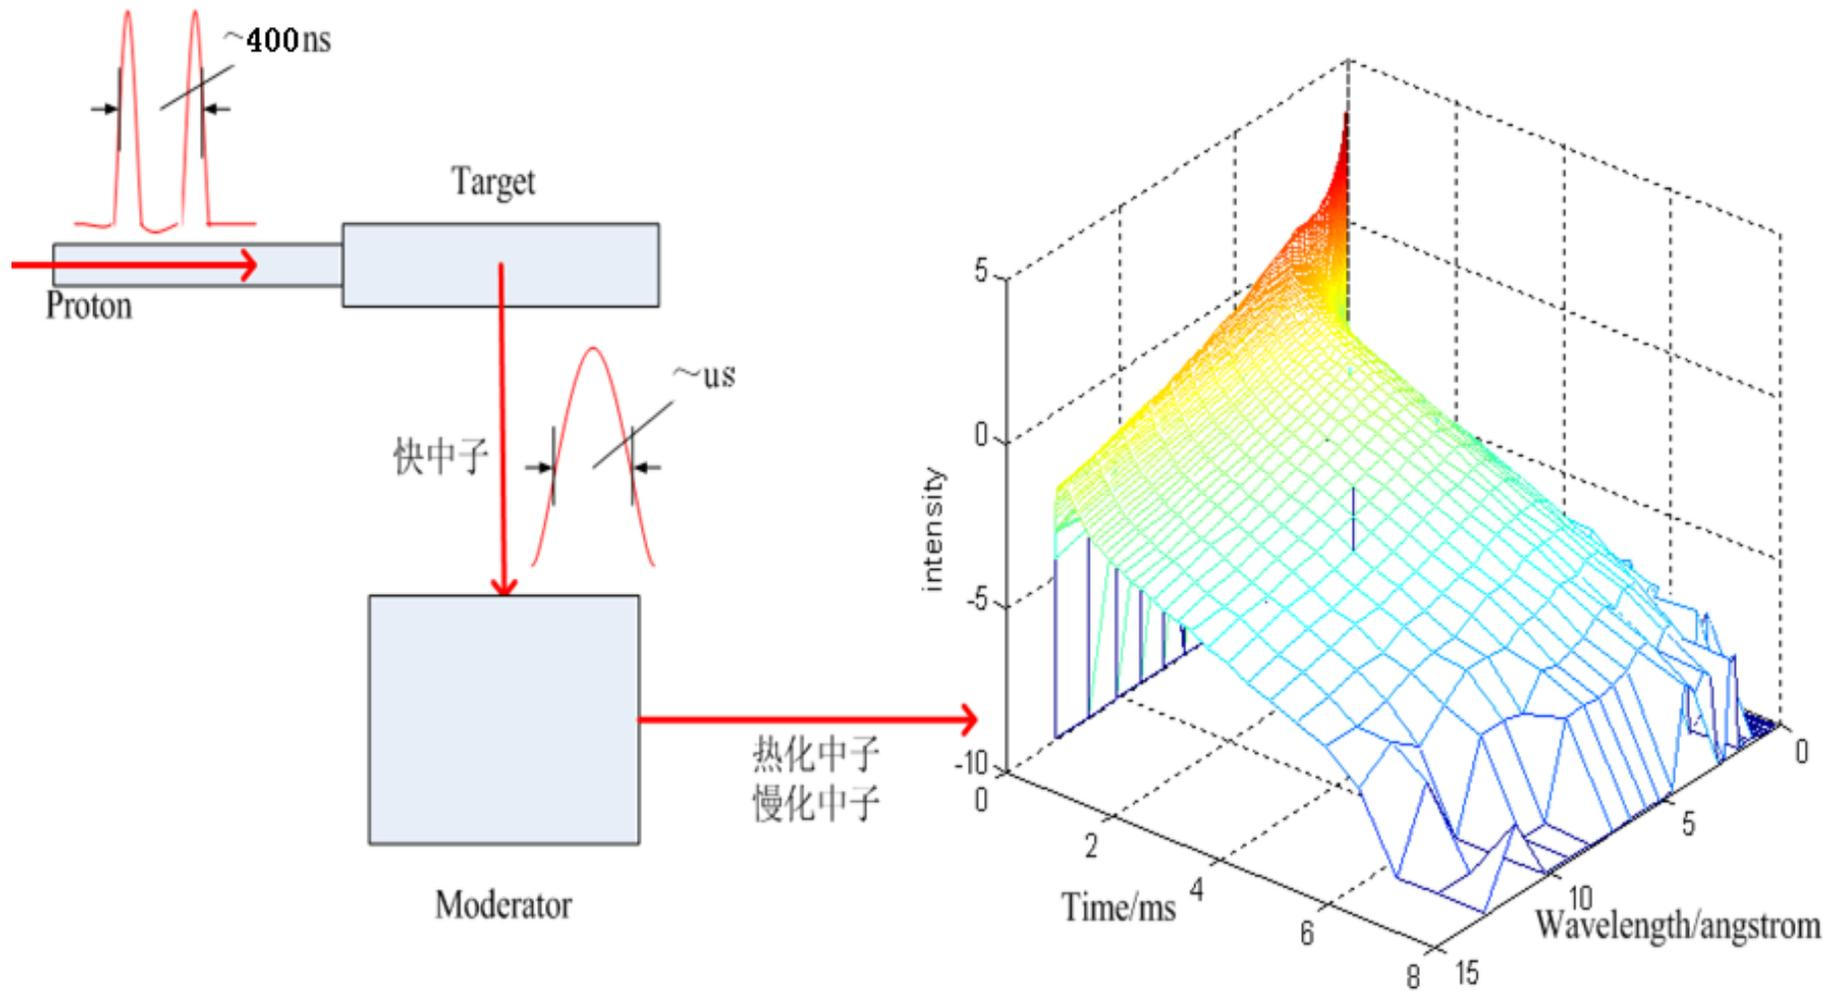 ~400ns
Target
Proton
~us
快中子
热化中子
慢化中子
Moderator
5
0
-5
-10
intensity
0
2
4
6
8
Time/ms
0
5
10
15
Wavelength/angstrom